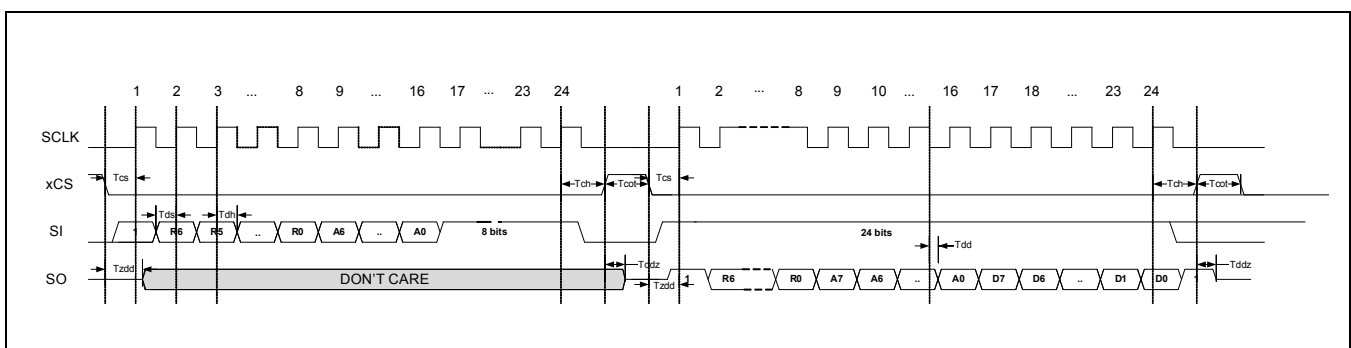 1 2 3 ... 8 9 ... 16 17 ... 23 24 1 2 ... 8 9 10 ... 16 17 18 ... 23 24
SCLK
xCS Tcs Tch Tcot Tcs Tch Tcot
Tds Tdh
SI 1 R6 R5 .. R0 A6 .. A0 8 bits 24 bits
Tdd
Tzdd Tddz Tddz
SO DON'T CARE Tzdd 1 R6 R0 A7 A6 .. A0 D7 D6 .. D1 D0 1